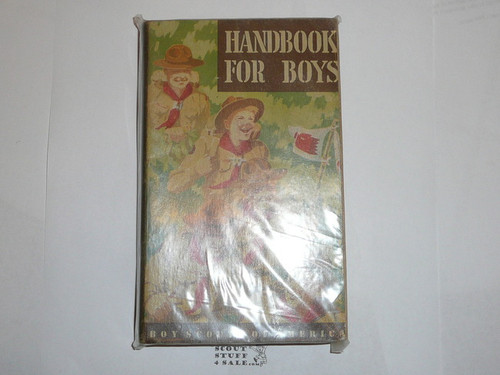 HANDBOOK
FOR BOYS
BOY SCOUTS OF AMERICA
SCOUT
STUFF
4 SALE...